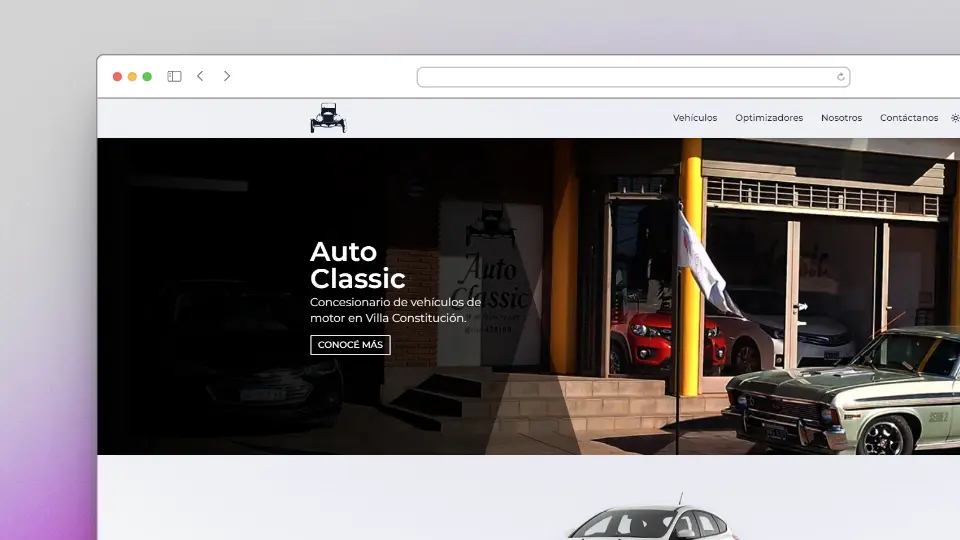 Vehículos Optimizadores Nosotros Contáctanos
Auto
Classic
Concesionario de vehículos de
motor en Villa Constitución.
CONOCÉ MÁS
Auto
Classic